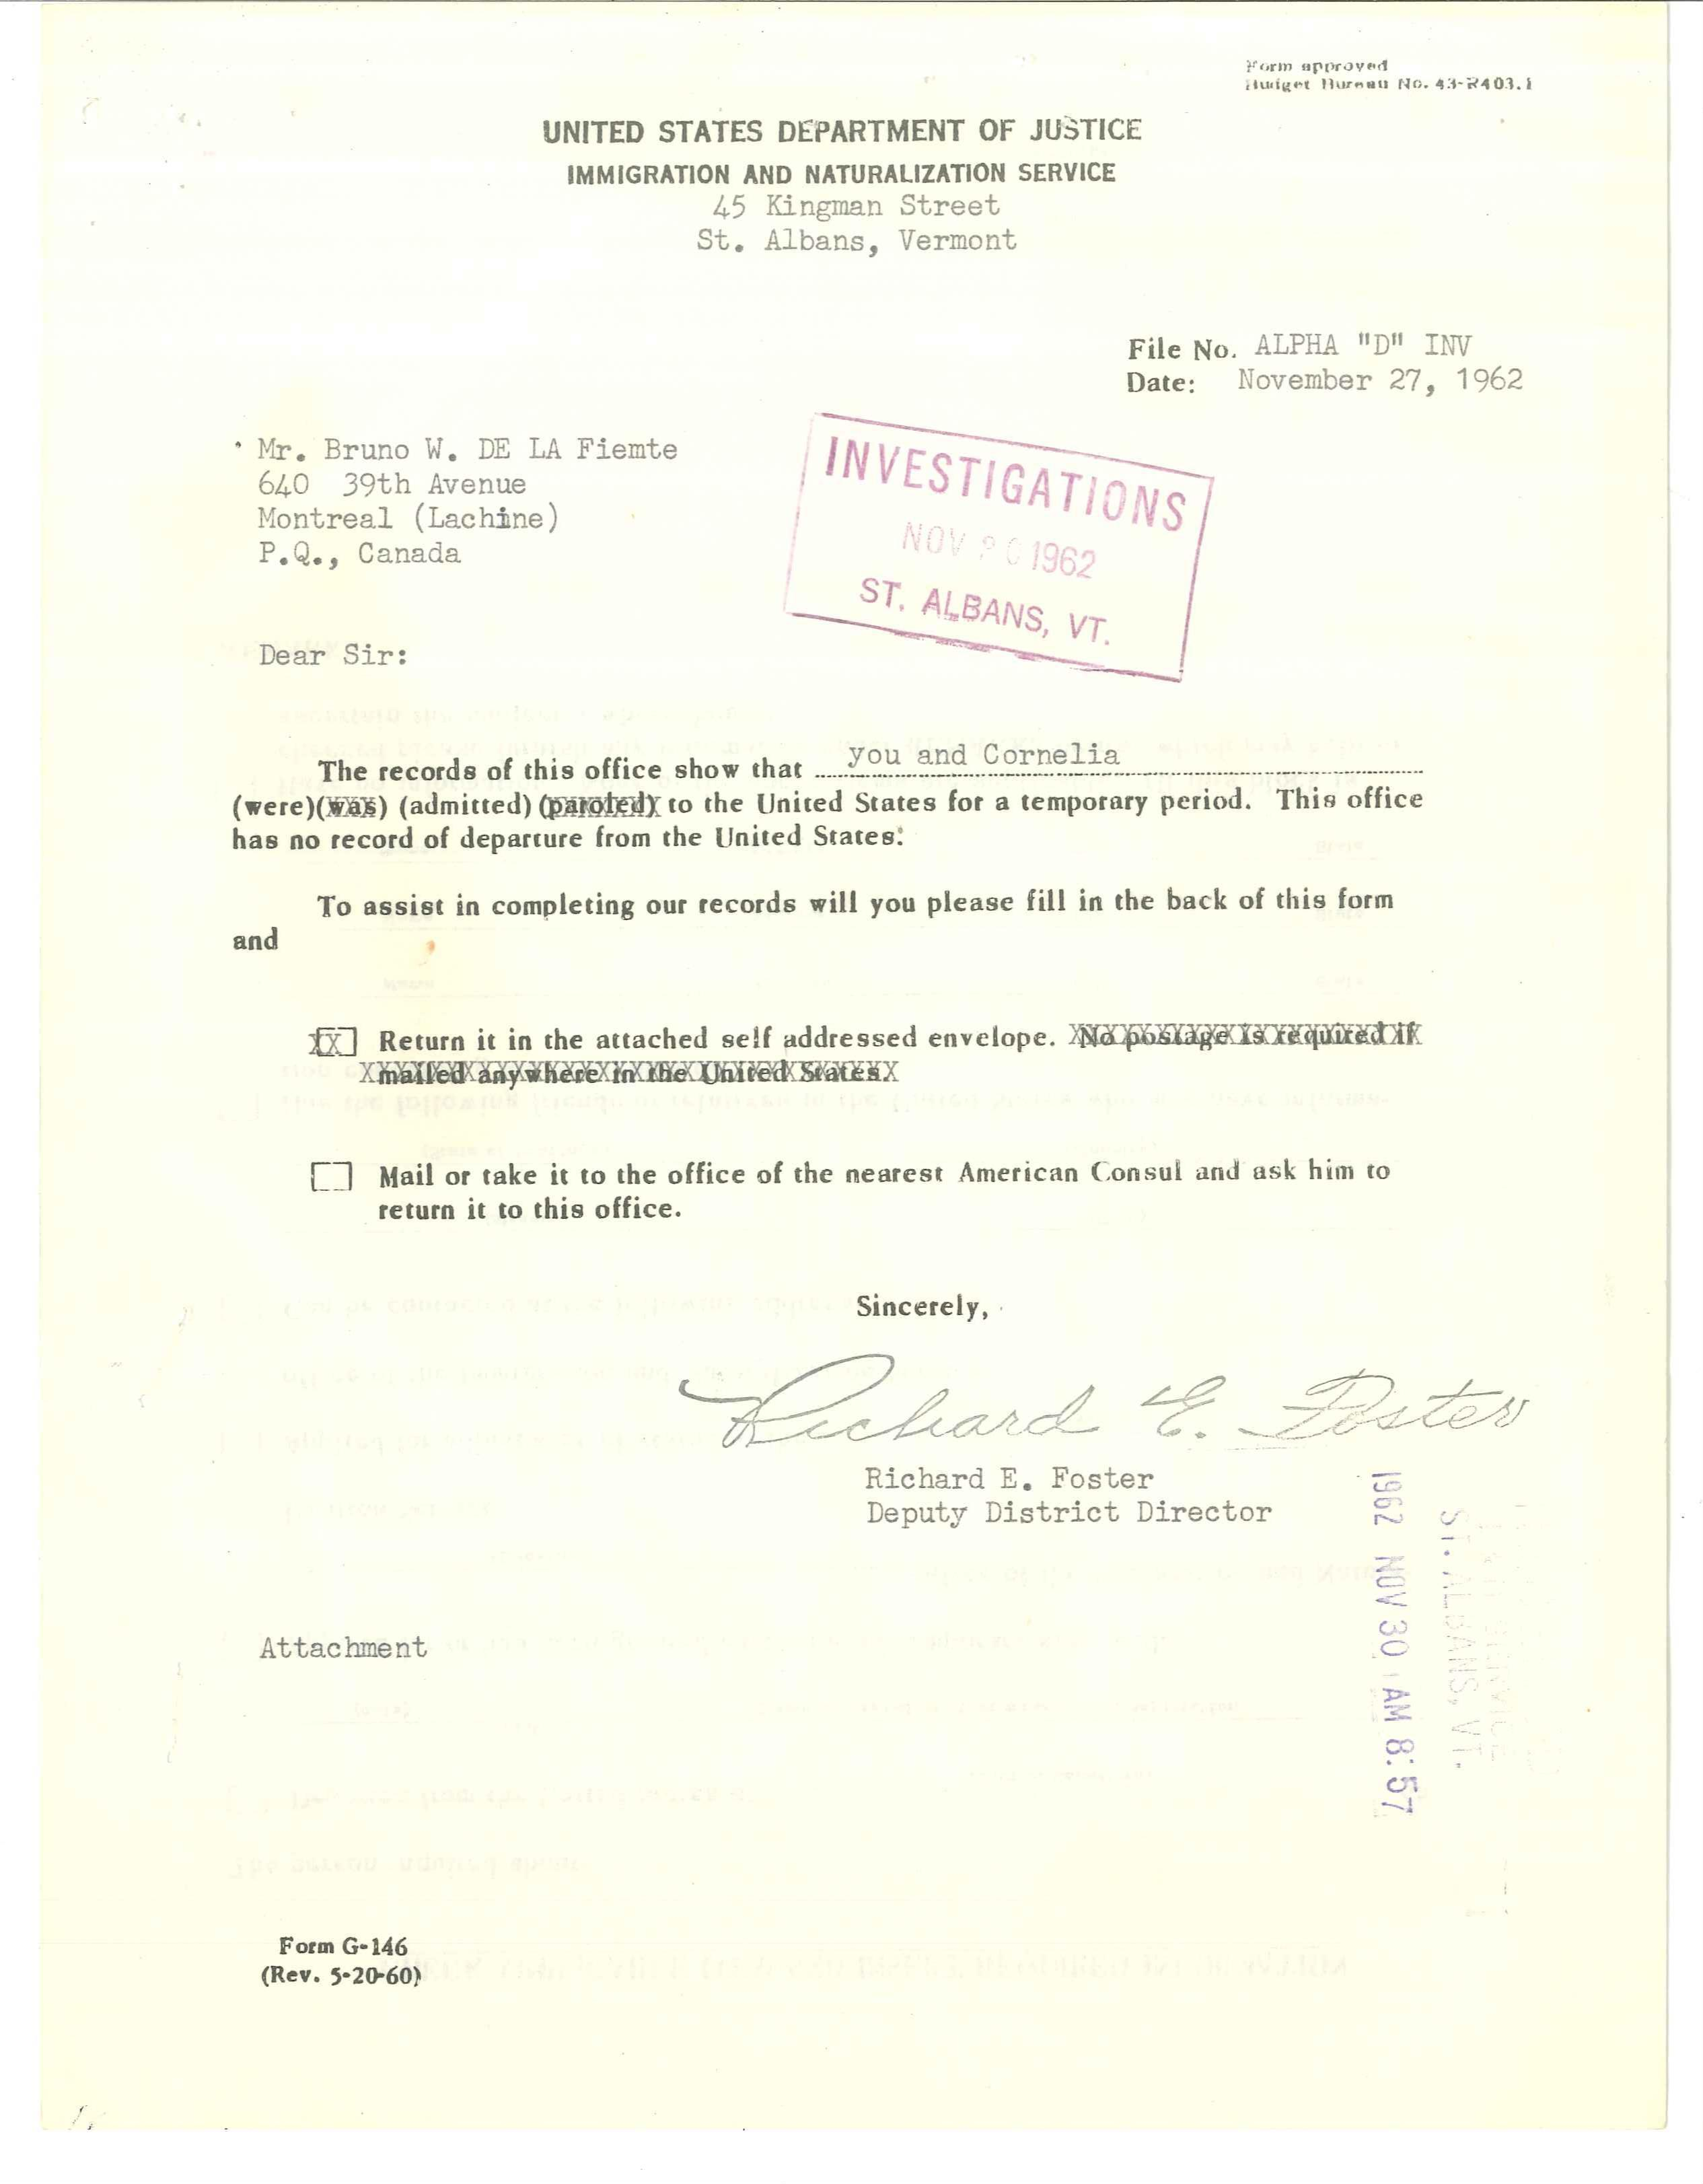 Form approved
Budget Bureau No. 43-R403.1
UNITED STATES DEPARTMENT OF JUSTICE
IMMIGRATION AND NATURALIZATION SERVICE
45 Kingman Street
St. Albans, Vermont
File No. ALPHA "D" INV
Date: November 27, 1962
Mr. Bruno W. DE LA Fiemte
640 39th Avenue
Montreal (Lachine)
P.Q., Canada
INVESTIGATIONS
NOV 1962
ST. ALBANS, VT.
Dear Sir:
The records of this office show that you and Cornelia
(were)(was) (admitted) (paroled) to the United States for a temporary period. This office
has no record of departure from the United States.
To assist in completing our records will you please fill in the back of this form
and
XX Return it in the attached self addressed envelope. No postage is required if
mailed anywhere in the United States.
Mail or take it to the office of the nearest American Consul and ask him to
return it to this office.
Sincerely,
Richard E. Foster
Richard E. Foster
Deputy District Director
1962 NOV 30 AM 8:57
ST. ALBANS, VT.
Attachment
Form G-146
(Rev. 5-20-60)